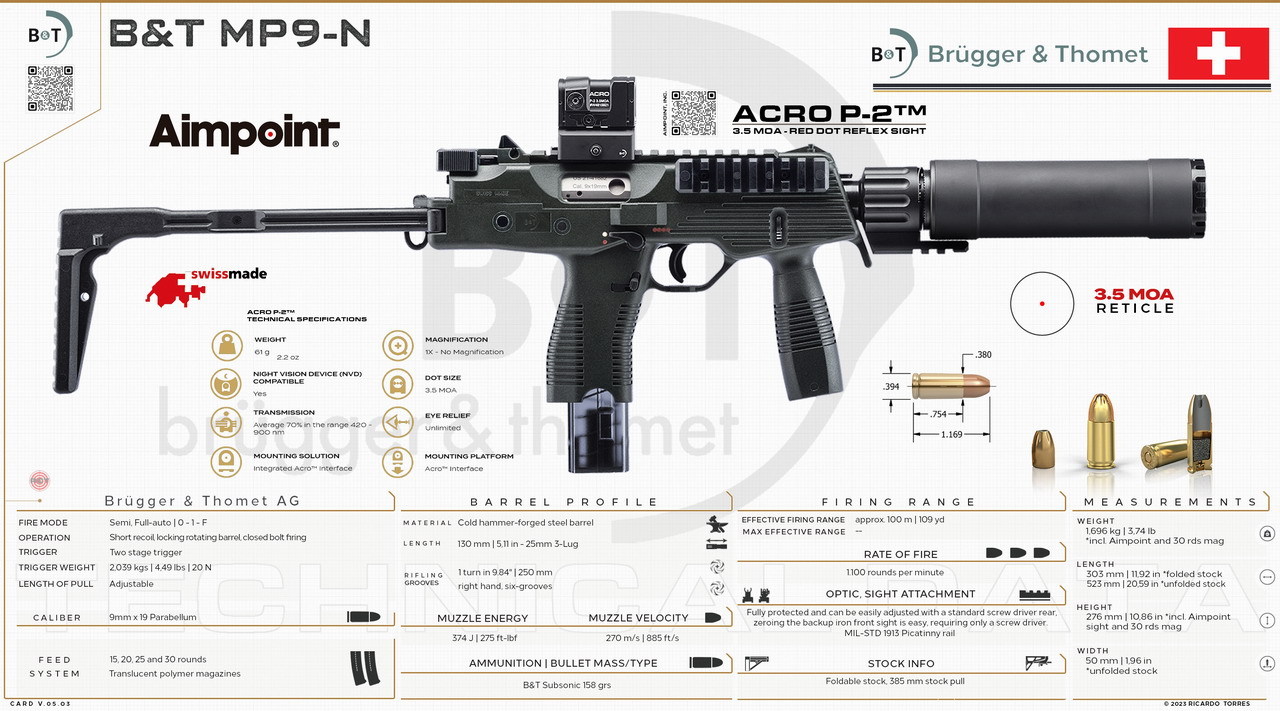 B&T
B&T MP9-N
B&T Brügger & Thomet
Aimpoint®
AIMPOINT, INC.
ACRO P-2™
3.5 MOA - RED DOT REFLEX SIGHT
ACRO
P-2 3.5MOA
Cal. 9x19mm
SWISS MADE
swissmade
3.5 MOA
RETICLE
ACRO P-2™
TECHNICAL SPECIFICATIONS
WEIGHT
61 g 2.2 oz
MAGNIFICATION
1X - No Magnification
NIGHT VISION DEVICE (NVD)
COMPATIBLE
Yes
DOT SIZE
3.5 MOA
TRANSMISSION
Average 70% in the range 420 -
900 nm
EYE RELIEF
Unlimited
MOUNTING SOLUTION
Integrated Acro™ interface
MOUNTING PLATFORM
Acro™ Interface
.380
.394
.754
1.169
B&T
brügger & thomet
TECHNICAL DATA
Brügger & Thomet AG
FIRE MODE Semi, Full-auto | 0 - 1 - F
OPERATION Short recoil, locking rotating barrel, closed bolt firing
TRIGGER Two stage trigger
TRIGGER WEIGHT 2,039 kgs | 4,49 lbs | 20 N
LENGTH OF PULL Adjustable
CALIBER 9mm x 19 Parabellum
FEED
SYSTEM
15, 20, 25 and 30 rounds
Translucent polymer magazines
BARREL PROFILE
MATERIAL Cold hammer-forged steel barrel
LENGTH 130 mm | 5,11 in - 25mm 3-Lug
RIFLING
GROOVES
1 turn in 9.84" | 250 mm
right hand, six-grooves
MUZZLE ENERGY
374 J | 275 ft-lbf
MUZZLE VELOCITY
270 m/s | 885 ft/s
AMMUNITION | BULLET MASS/TYPE
B&T Subsonic 158 grs
FIRING RANGE
EFFECTIVE FIRING RANGE approx. 100 m | 109 yd
MAX EFFECTIVE RANGE --
RATE OF FIRE
1.100 rounds per minute
OPTIC, SIGHT ATTACHMENT
Fully protected and can be easily adjusted with a standard screw driver rear,
zeroing the backup iron front sight is easy, requiring only a screw driver.
MIL-STD 1913 Picatinny rail
STOCK INFO
Foldable stock, 385 mm stock pull
MEASUREMENTS
WEIGHT
1,696 kg | 3,74 lb
*incl. Aimpoint and 30 rds mag
LENGTH
303 mm | 11,92 in *folded stock
523 mm | 20,59 in *unfolded stock
HEIGHT
276 mm | 10,86 in *incl. Aimpoint
sight and 30 rds mag
WIDTH
50 mm | 1,96 in
*unfolded stock
CARD V.05.03
© 2023 RICARDO TORRES